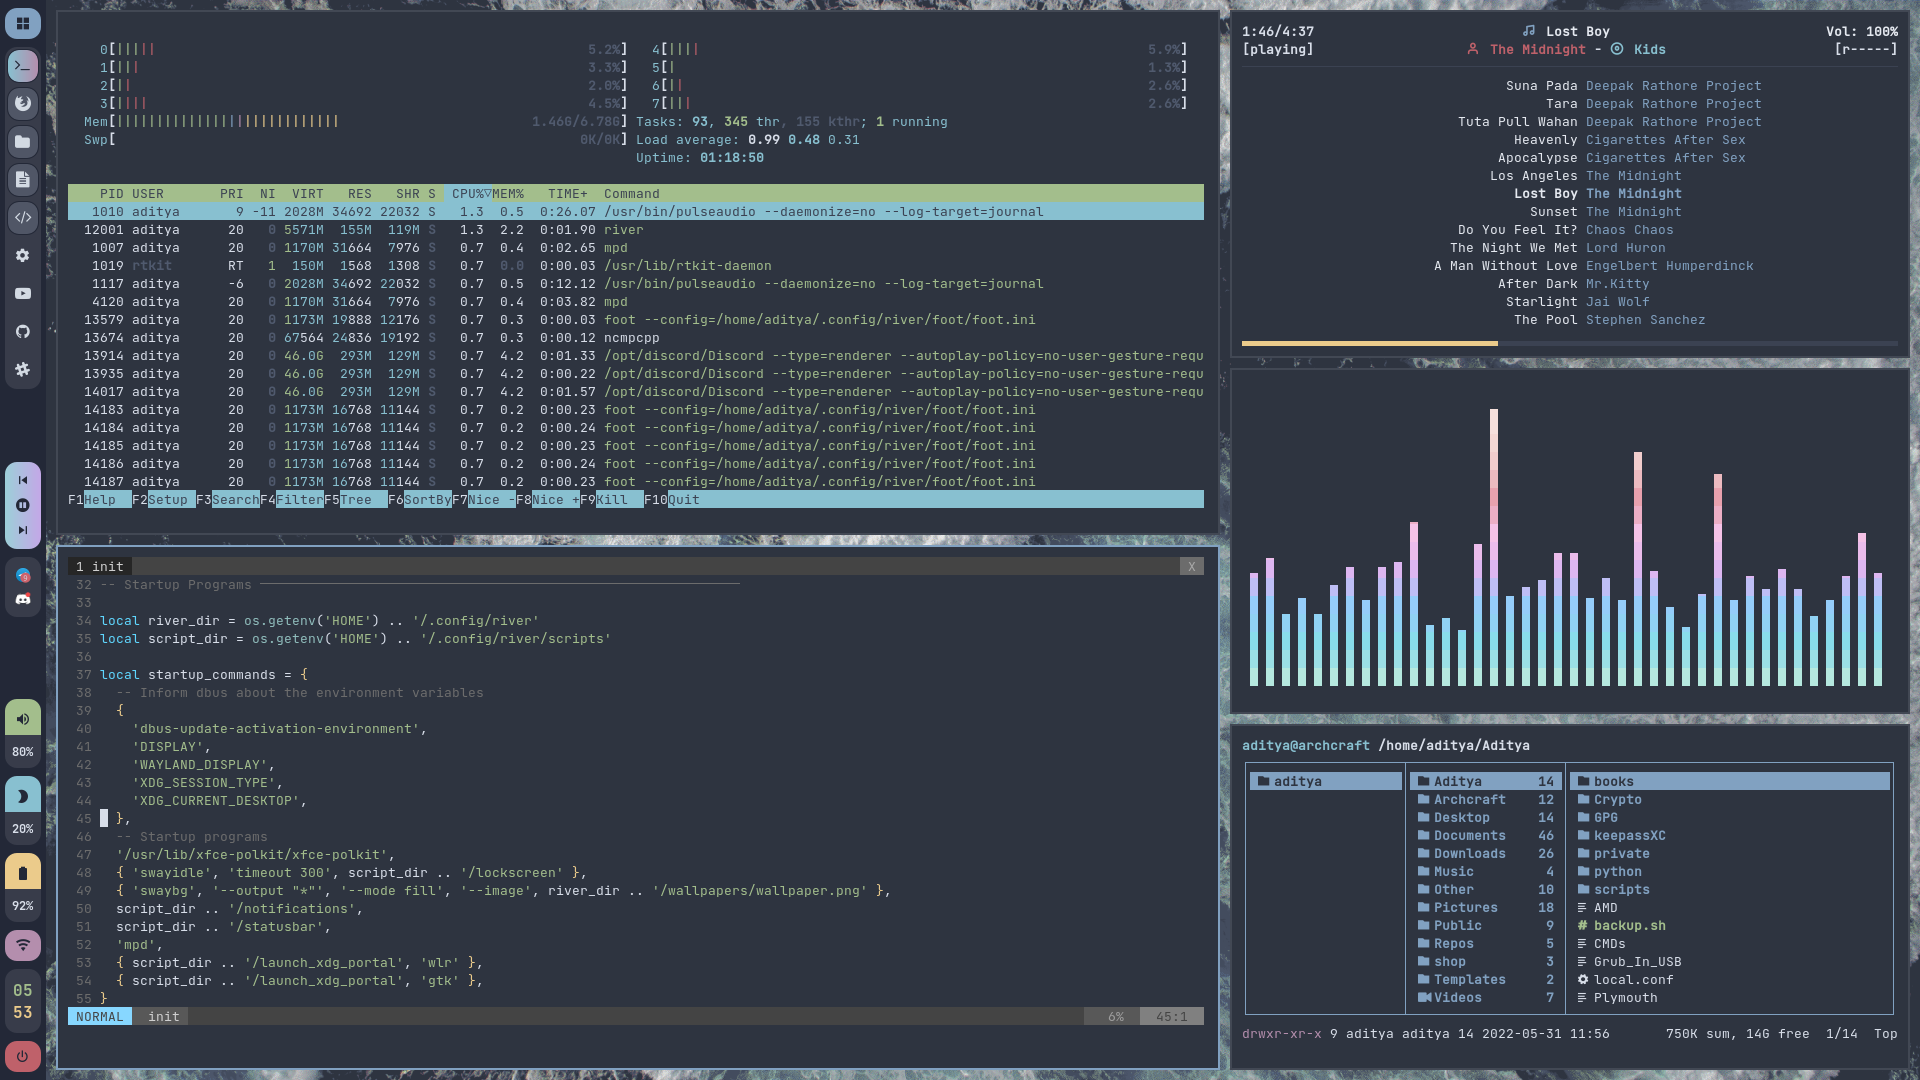 0[|||||                5.2%]   4[||||                 5.9%]
1[|||                  3.3%]   5[|                    1.3%]
2[||                   2.0%]   6[||                   2.6%]
3[||||                 4.5%]   7[|||                  2.6%]
Mem[||||||||||||||||||||||||||||     1.46G/6.78G] Tasks: 93, 345 thr, 155 kthr; 1 running
Swp[                   0K/0K] Load average: 0.99 0.48 0.31
Uptime: 01:18:50
PID USER PRI NI VIRT RES SHR S CPU%▽MEM% TIME+ Command
1010 aditya 9 -11 2028M 34692 22032 S 1.3 0.5 0:26.07 /usr/bin/pulseaudio --daemonize=no --log-target=journal
12001 aditya 20 0 5571M 155M 119M S 1.3 2.2 0:01.90 river
1007 aditya 20 0 1170M 31664 7976 S 0.7 0.4 0:02.65 mpd
1019 rtkit RT 1 150M 1568 1308 S 0.7 0.0 0:00.03 /usr/lib/rtkit-daemon
1117 aditya -6 0 2028M 34692 22032 S 0.7 0.5 0:12.12 /usr/bin/pulseaudio --daemonize=no --log-target=journal
4120 aditya 20 0 1170M 31664 7976 S 0.7 0.4 0:03.82 mpd
13579 aditya 20 0 1173M 19888 12176 S 0.7 0.3 0:00.03 foot --config=/home/aditya/.config/river/foot/foot.ini
13674 aditya 20 0 67564 24836 19192 S 0.7 0.3 0:00.12 ncmpcpp
13914 aditya 20 0 46.0G 293M 129M S 0.7 4.2 0:01.33 /opt/discord/Discord --type=renderer --autoplay-policy=no-user-gesture-requ
13935 aditya 20 0 46.0G 293M 129M S 0.7 4.2 0:00.22 /opt/discord/Discord --type=renderer --autoplay-policy=no-user-gesture-requ
14017 aditya 20 0 46.0G 293M 129M S 0.7 4.2 0:01.57 /opt/discord/Discord --type=renderer --autoplay-policy=no-user-gesture-requ
14183 aditya 20 0 1173M 16768 11144 S 0.7 0.2 0:00.23 foot --config=/home/aditya/.config/river/foot/foot.ini
14184 aditya 20 0 1173M 16768 11144 S 0.7 0.2 0:00.24 foot --config=/home/aditya/.config/river/foot/foot.ini
14185 aditya 20 0 1173M 16768 11144 S 0.7 0.2 0:00.23 foot --config=/home/aditya/.config/river/foot/foot.ini
14186 aditya 20 0 1173M 16768 11144 S 0.7 0.2 0:00.24 foot --config=/home/aditya/.config/river/foot/foot.ini
14187 aditya 20 0 1173M 16768 11144 S 0.7 0.2 0:00.23 foot --config=/home/aditya/.config/river/foot/foot.ini
F1Help F2Setup F3SearchF4FilterF5Tree F6SortByF7Nice -F8Nice +F9Kill F10Quit
1 init X
32 -- Startup Programs ────────────────────
33
34 local river_dir = os.getenv('HOME') .. '/.config/river'
35 local script_dir = os.getenv('HOME') .. '/.config/river/scripts'
36
37 local startup_commands = {
38 -- Inform dbus about the environment variables
39 {
40 'dbus-update-activation-environment',
41 'DISPLAY',
42 'WAYLAND_DISPLAY',
43 'XDG_SESSION_TYPE',
44 'XDG_CURRENT_DESKTOP',
45 },
46 -- Startup programs
47 '/usr/lib/xfce-polkit/xfce-polkit',
48 { 'swayidle', 'timeout 300', script_dir .. '/lockscreen' },
49 { 'swaybg', '--output "*"', '--mode fill', '--image', river_dir .. '/wallpapers/wallpaper.png' },
50 script_dir .. '/notifications',
51 script_dir .. '/statusbar',
52 'mpd',
53 { script_dir .. '/launch_xdg_portal', 'wlr' },
54 { script_dir .. '/launch_xdg_portal', 'gtk' },
55 }
NORMAL init 6% 45:1
1:46/4:37 Lost Boy Vol: 100%
[playing] The Midnight - Kids [r-----]
Suna Pada Deepak Rathore Project
Tara Deepak Rathore Project
Tuta Pull Wahan Deepak Rathore Project
Heavenly Cigarettes After Sex
Apocalypse Cigarettes After Sex
Los Angeles The Midnight
Lost Boy The Midnight
Sunset The Midnight
Do You Feel It? Chaos Chaos
The Night We Met Lord Huron
A Man Without Love Engelbert Humperdinck
After Dark Mr.Kitty
Starlight Jai Wolf
The Pool Stephen Sanchez
aditya@archcraft /home/aditya/Aditya
aditya Aditya 14 books
Archcraft 12 Crypto
Desktop 14 GPG
Documents 46 keepassXC
Downloads 26 private
Music 4 python
Other 10 scripts
Pictures 18 AMD
Public 9 # backup.sh
Repos 5 CMDs
shop 3 Grub_In_USB
Templates 2 local.conf
Videos 7 Plymouth
drwxr-xr-x 9 aditya aditya 14 2022-05-31 11:56 750K sum, 14G free 1/14 Top
80%
20%
92%
05
53